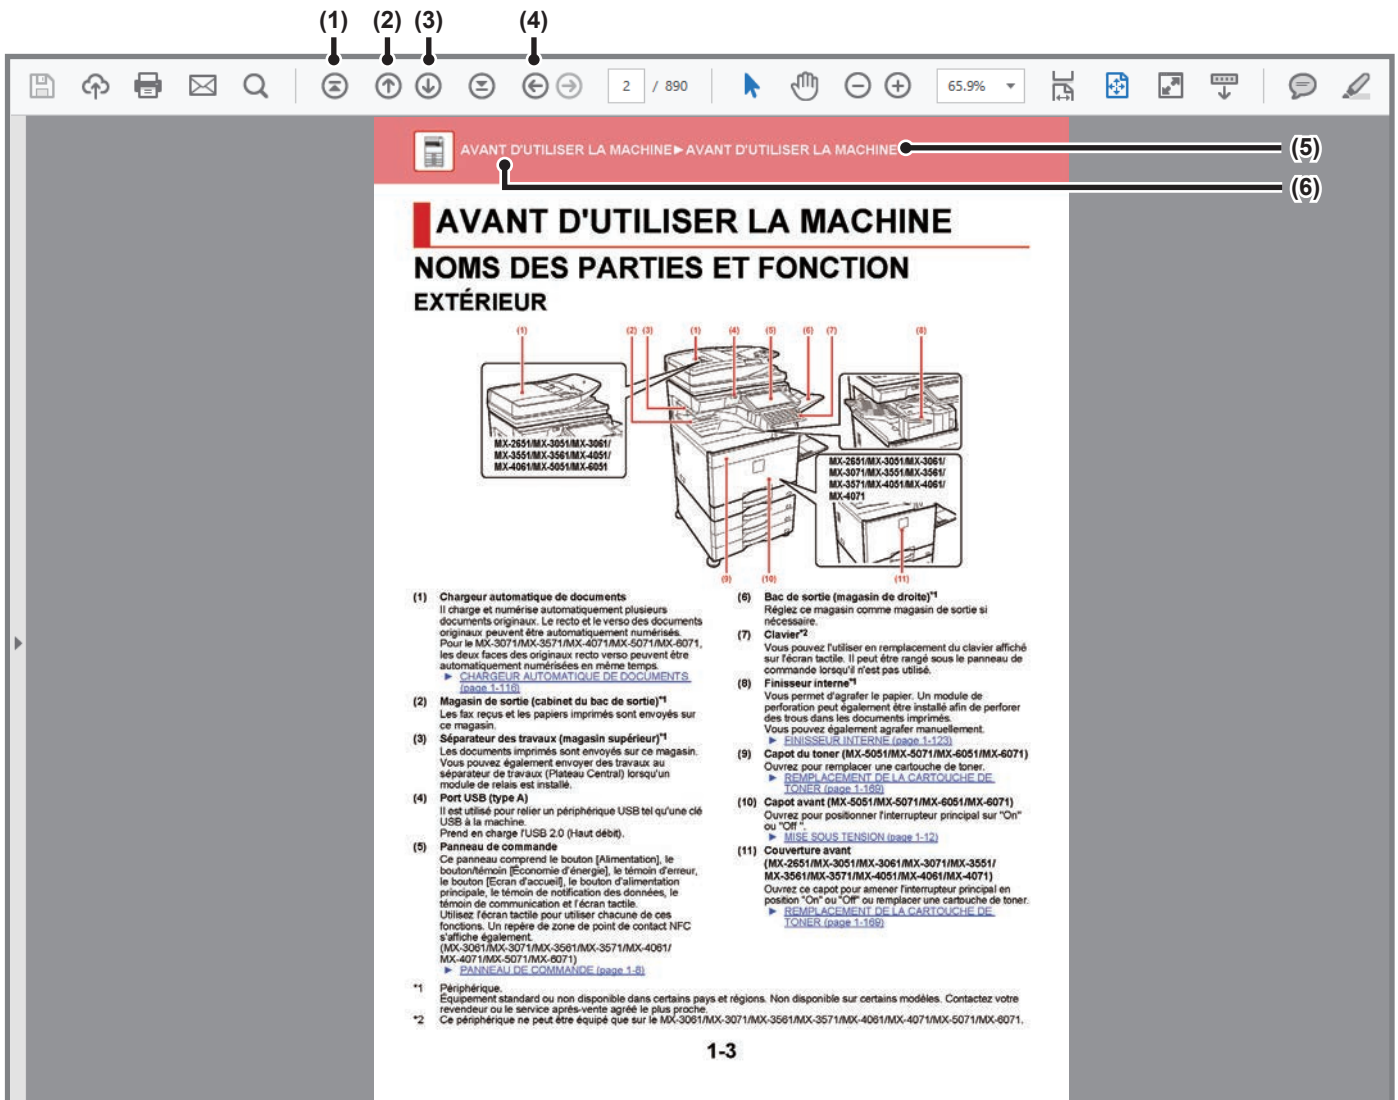 (1) (2) (3) (4)
2 / 890 65.9%
AVANT D'UTILISER LA MACHINE►AVANT D'UTILISER LA MACHINE
(5)
(6)
AVANT D'UTILISER LA MACHINE
NOMS DES PARTIES ET FONCTION
EXTÉRIEUR
(1) (2) (3) (1) (4) (5) (6) (7) (8)
MX-2651/MX-3051/MX-3061/
MX-3551/MX-3561/MX-4051/
MX-4061/MX-5051/MX-6051
MX-2651/MX-3051/MX-3061/
MX-3071/MX-3551/MX-3561/
MX-3571/MX-4051/MX-4061/
MX-4071
(9) (10) (11)
(1) Chargeur automatique de documents
Il charge et numérise automatiquement plusieurs
documents originaux. Le recto et le verso des documents
originaux peuvent être automatiquement numérisés.
Pour le MX-3071/MX-3571/MX-4071/MX-5071/MX-6071,
les deux faces des originaux recto verso peuvent être
automatiquement numérisées en même temps.
► CHARGEUR AUTOMATIQUE DE DOCUMENTS
(page 1-116)
(2) Magasin de sortie (cabinet du bac de sortie)*1
Les fax reçus et les papiers imprimés sont envoyés sur
ce magasin.
(3) Séparateur des travaux (magasin supérieur)*1
Les documents imprimés sont envoyés sur ce magasin.
Vous pouvez également envoyer des travaux au
séparateur de travaux (Plateau Central) lorsqu'un
module de relais est installé.
(4) Port USB (type A)
Il est utilisé pour relier un périphérique USB tel qu'une clé
USB à la machine.
Prend en charge l'USB 2.0 (Haut débit).
(5) Panneau de commande
Ce panneau comprend le bouton [Alimentation], le
bouton/témoin [Économie d'énergie], le témoin d'erreur,
le bouton [Ecran d'accueil], le bouton d'alimentation
principale, le témoin de notification des données, le
témoin de communication et l'écran tactile.
Utilisez l'écran tactile pour utiliser chacune de ces
fonctions. Un repère de zone de point de contact NFC
s'affiche également.
(MX-3061/MX-3071/MX-3561/MX-3571/MX-4061/
MX-4071/MX-5071/MX-6071)
► PANNEAU DE COMMANDE (page 1-8)
(6) Bac de sortie (magasin de droite)*1
Réglez ce magasin comme magasin de sortie si
nécessaire.
(7) Clavier*2
Vous pouvez l'utiliser en remplacement du clavier affiché
sur l'écran tactile. Il peut être rangé sous le panneau de
commande lorsqu'il n'est pas utilisé.
(8) Finisseur interne*1
Vous permet d'agrafer le papier. Un module de
perforation peut également être installé afin de perforer
des trous dans les documents imprimés.
Vous pouvez également agrafer manuellement.
► FINISSEUR INTERNE (page 1-123)
(9) Capot du toner (MX-5051/MX-5071/MX-6051/MX-6071)
Ouvrez pour remplacer une cartouche de toner.
► REMPLACEMENT DE LA CARTOUCHE DE
TONER (page 1-169)
(10) Capot avant (MX-5051/MX-5071/MX-6051/MX-6071)
Ouvrez pour positionner l'interrupteur principal sur "On"
ou "Off ".
► MISE SOUS TENSION (page 1-12)
(11) Couverture avant
(MX-2651/MX-3051/MX-3061/MX-3071/MX-3551/
MX-3561/MX-3571/MX-4051/MX-4061/MX-4071)
Ouvrez ce capot pour amener l'interrupteur principal en
position "On" ou "Off" ou remplacer une cartouche de toner.
► REMPLACEMENT DE LA CARTOUCHE DE
TONER (page 1-169)
*1 Périphérique.
Équipement standard ou non disponible dans certains pays et régions. Non disponible sur certains modèles. Contactez votre
revendeur ou le service après-vente agréé le plus proche.
*2 Ce périphérique ne peut être équipé que sur le MX-3061/MX-3071/MX-3561/MX-3571/MX-4061/MX-4071/MX-5071/MX-6071.
1-3